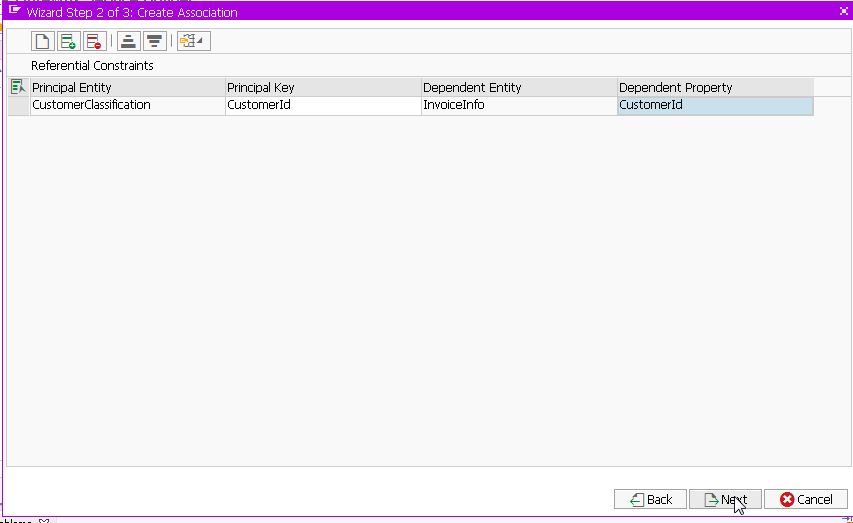 Wizard Step 2 of 3: Create Association
Referential Constraints
Principal Entity Principal Key Dependent Entity Dependent Property
CustomerClassification CustomerId InvoiceInfo CustomerId
Back Next Cancel